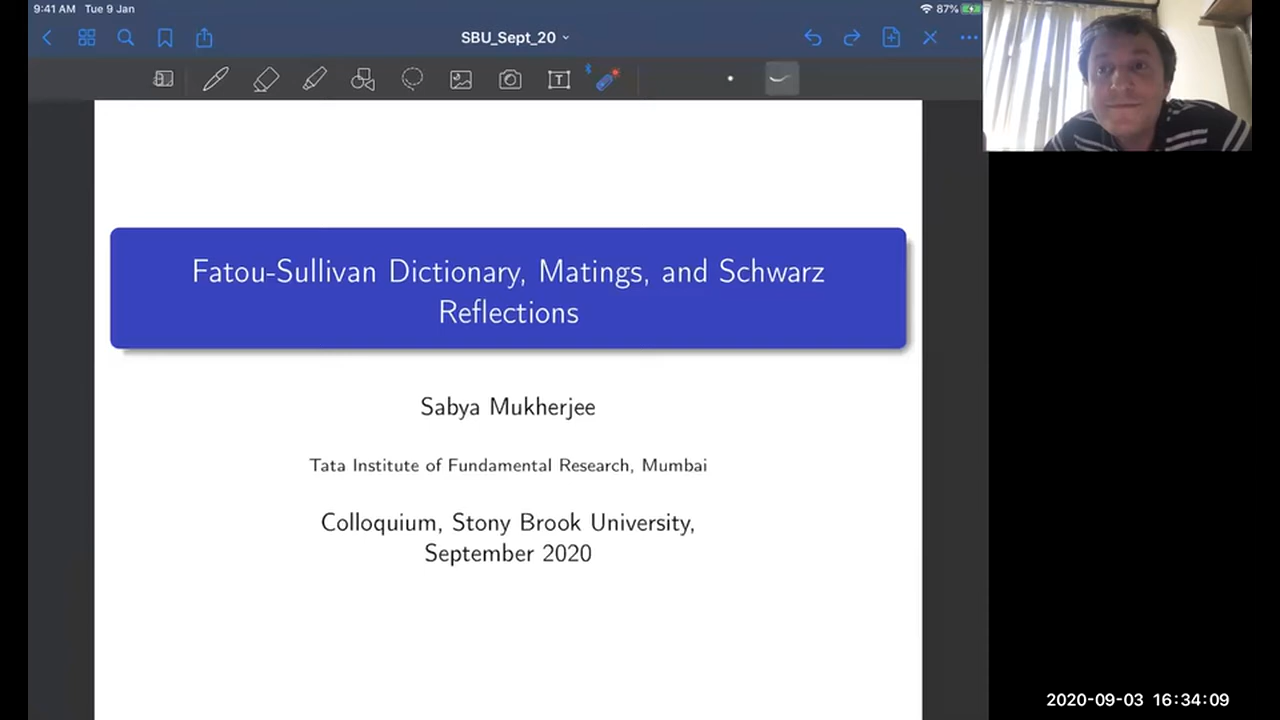 9:41 AM Tue 9 Jan
87%
SBU_Sept_20
T
Fatou-Sullivan Dictionary, Matings, and Schwarz
Reflections
Sabya Mukherjee
Tata Institute of Fundamental Research, Mumbai
Colloquium, Stony Brook University,
September 2020
2020-09-03 16:34:09